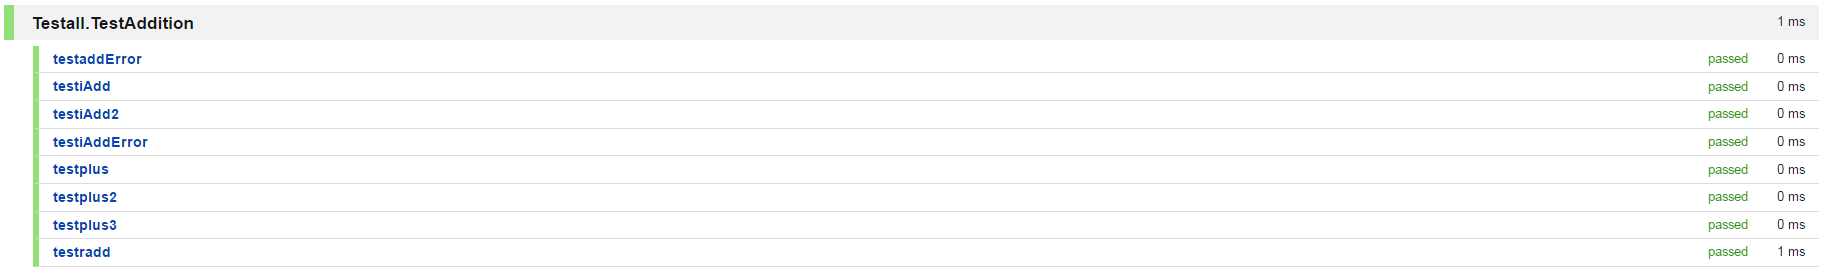 Testall.TestAddition 1 ms
testaddError passed 0 ms
testiAdd passed 0 ms
testiAdd2 passed 0 ms
testiAddError passed 0 ms
testplus passed 0 ms
testplus2 passed 0 ms
testplus3 passed 0 ms
testradd passed 1 ms